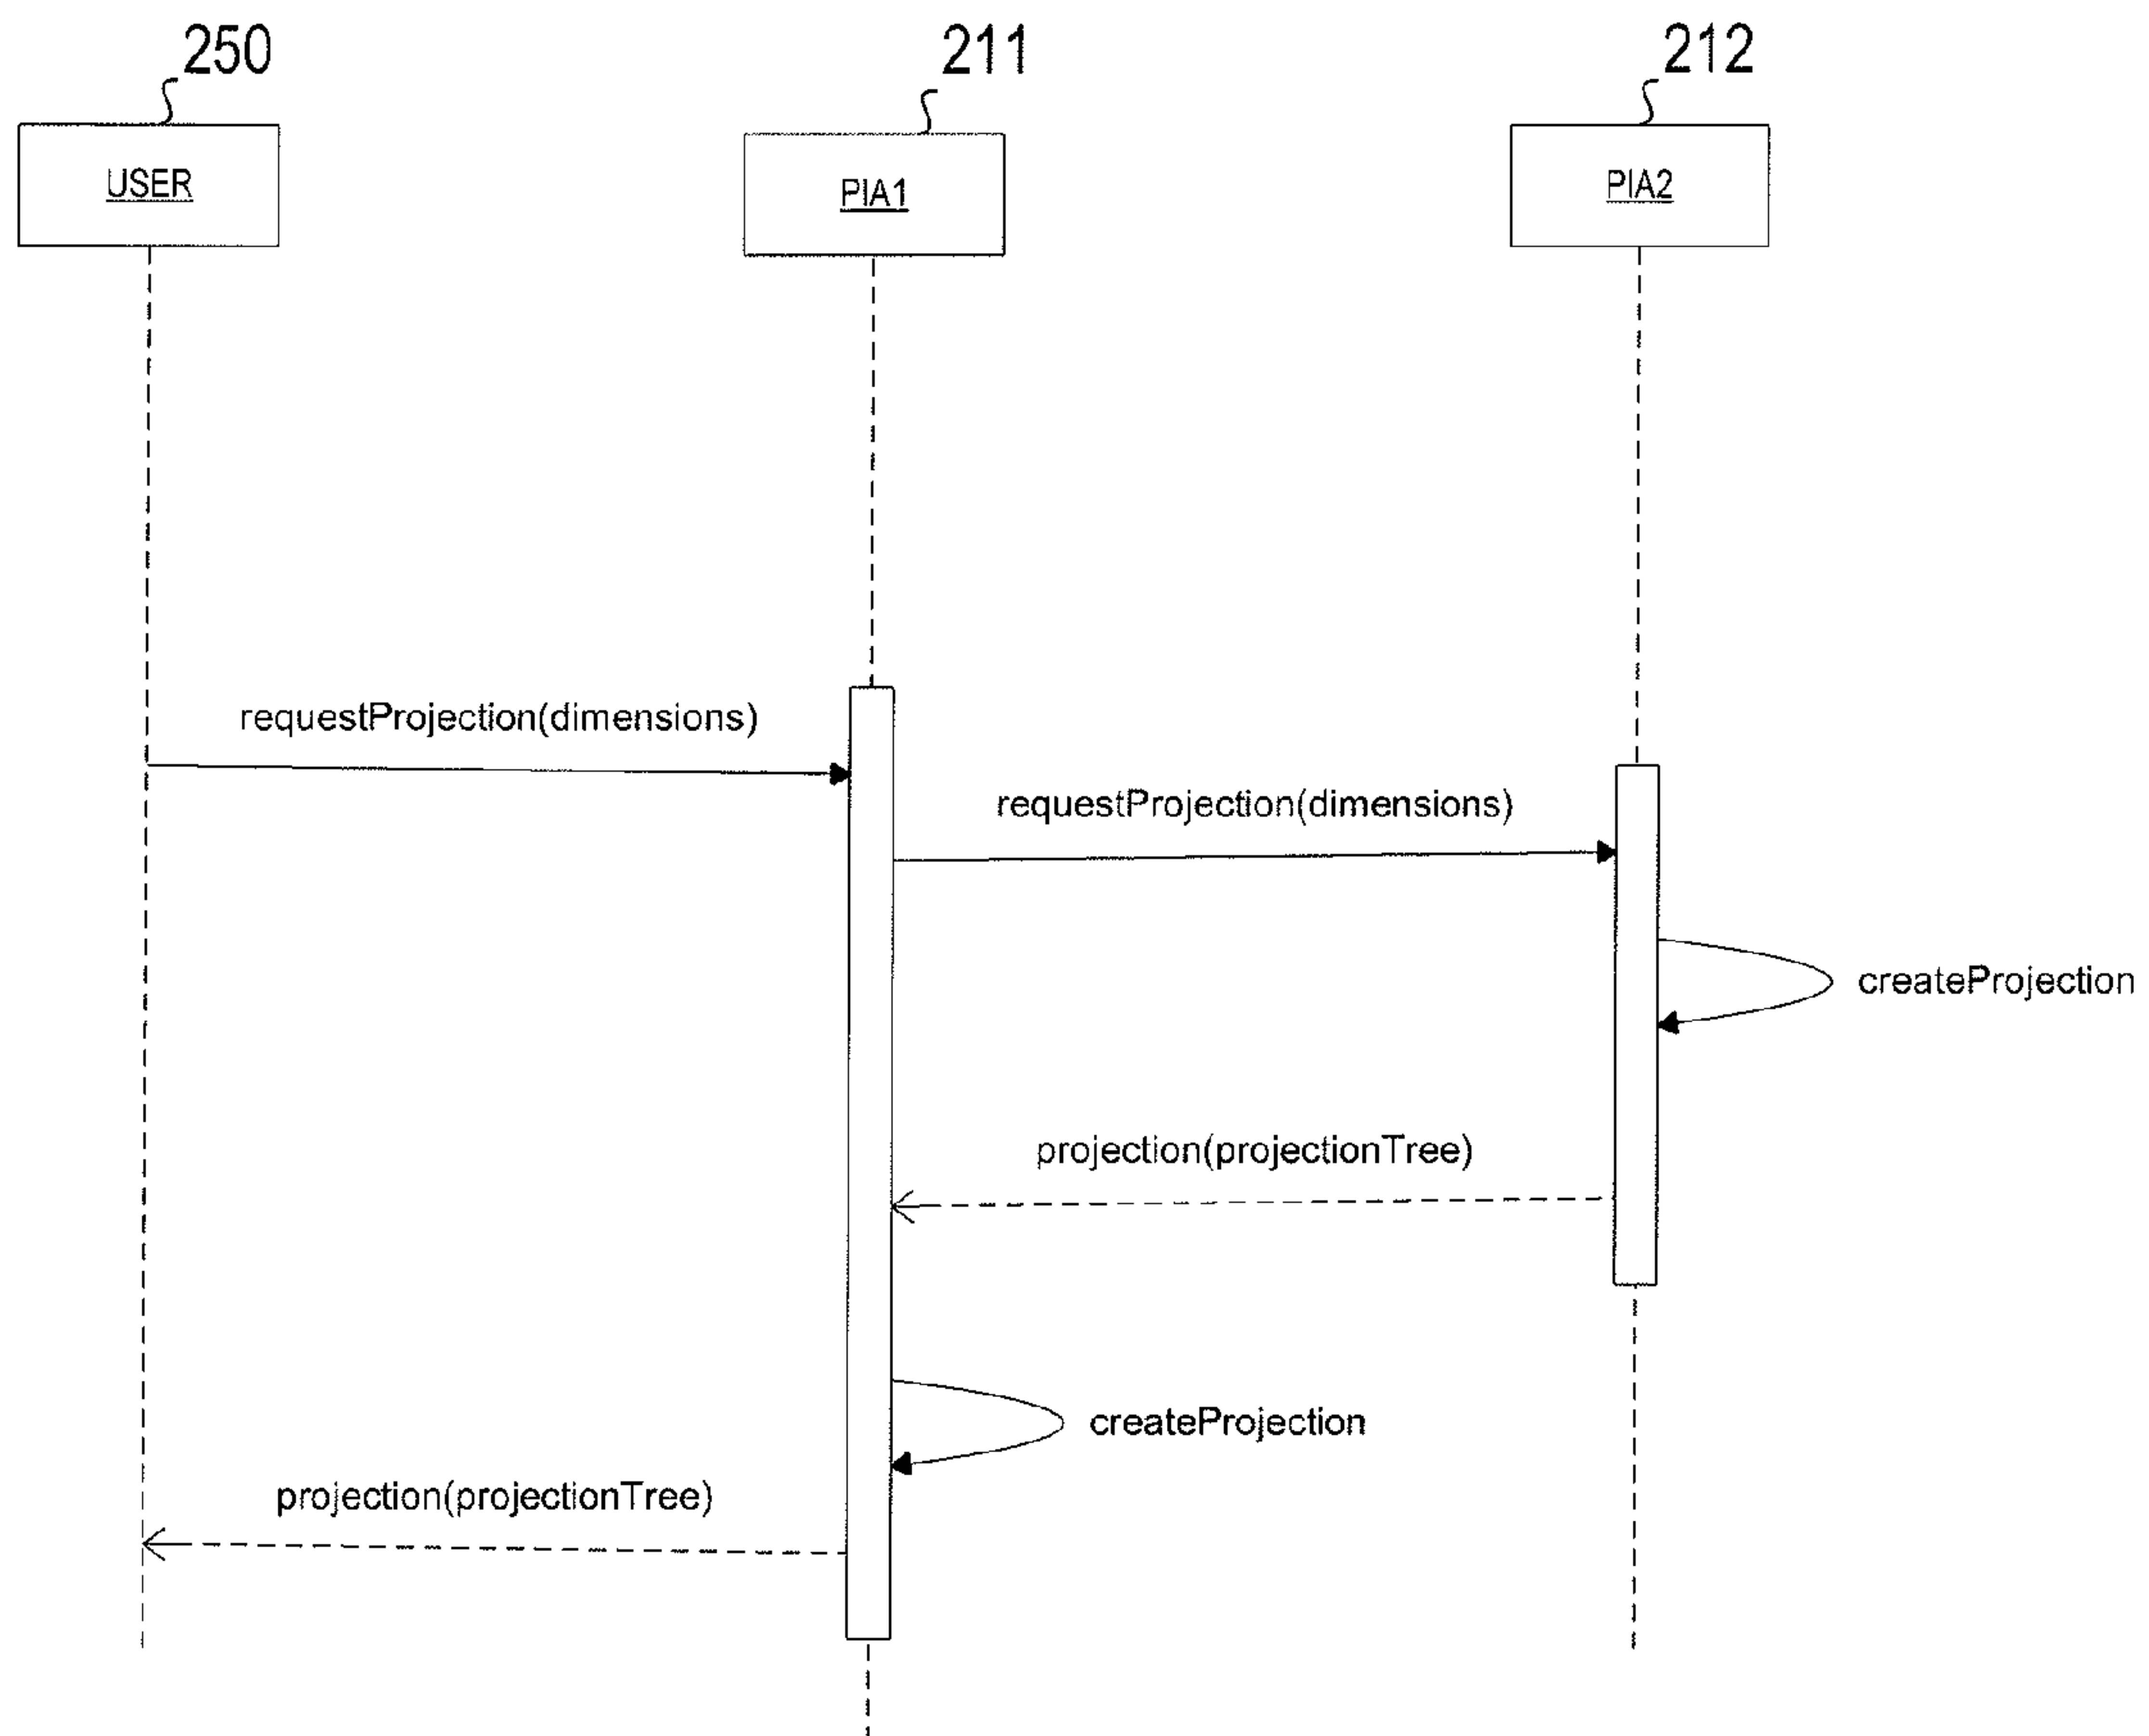 250
211
212
USER
PIA1
PIA2
requestProjection(dimensions)
requestProjection(dimensions)
createProjection
projection(projectionTree)
createProjection
projection(projectionTree)